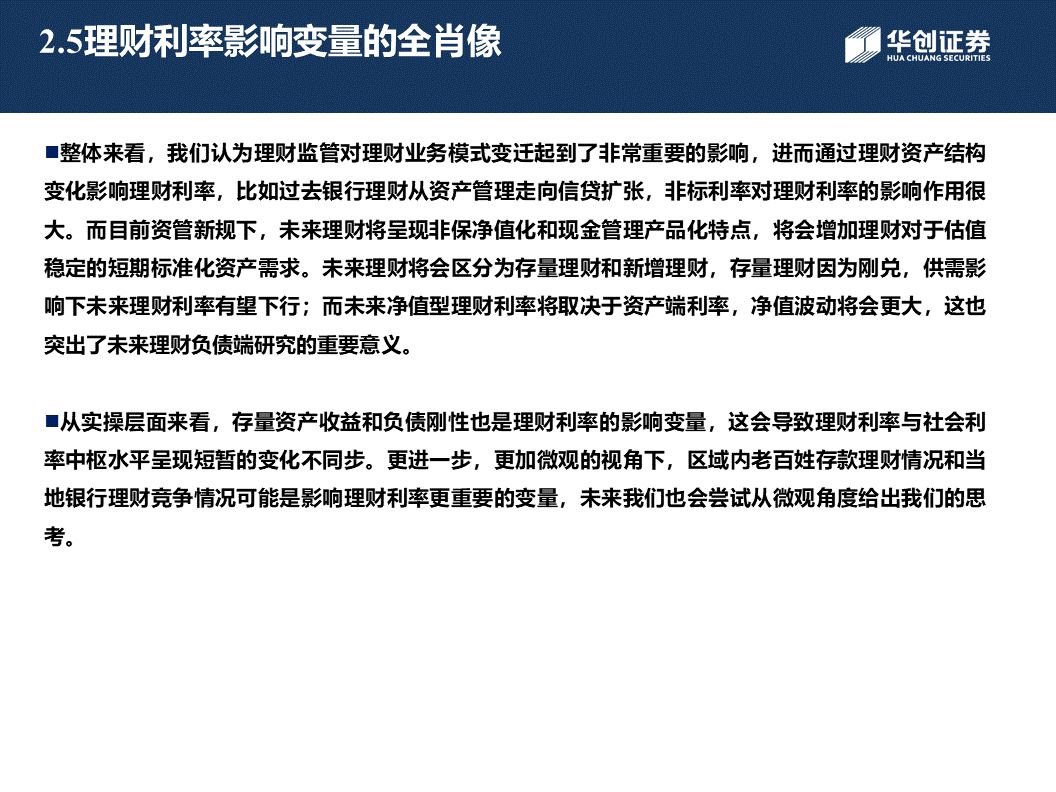 2.5理财利率影响变量的全肖像
华创证券
HUA CHUANG SECURITIES
■整体来看，我们认为理财监管对理财业务模式变迁起到了非常重要的影响，进而通过理财资产结构
变化影响理财利率，比如过去银行理财从资产管理走向信贷扩张，非标利率对理财利率的影响作用很
大。而目前资管新规下，未来理财将呈现非保净值化和现金管理产品化特点，将会增加理财对于估值
稳定的短期标准化资产需求。未来理财将会区分为存量理财和新增理财，存量理财因为刚兑，供需影
响下未来理财利率有望下行；而未来净值型理财利率将取决于资产端利率，净值波动将会更大，这也
突出了未来理财负债端研究的重要意义。
■从实操层面来看，存量资产收益和负债刚性也是理财利率的影响变量，这会导致理财利率与社会利
率中枢水平呈现短暂的变化不同步。更进一步，更加微观的视角下，区域内老百姓存款理财情况和当
地银行理财竞争情况可能是影响理财利率更重要的变量，未来我们也会尝试从微观角度给出我们的思
考。